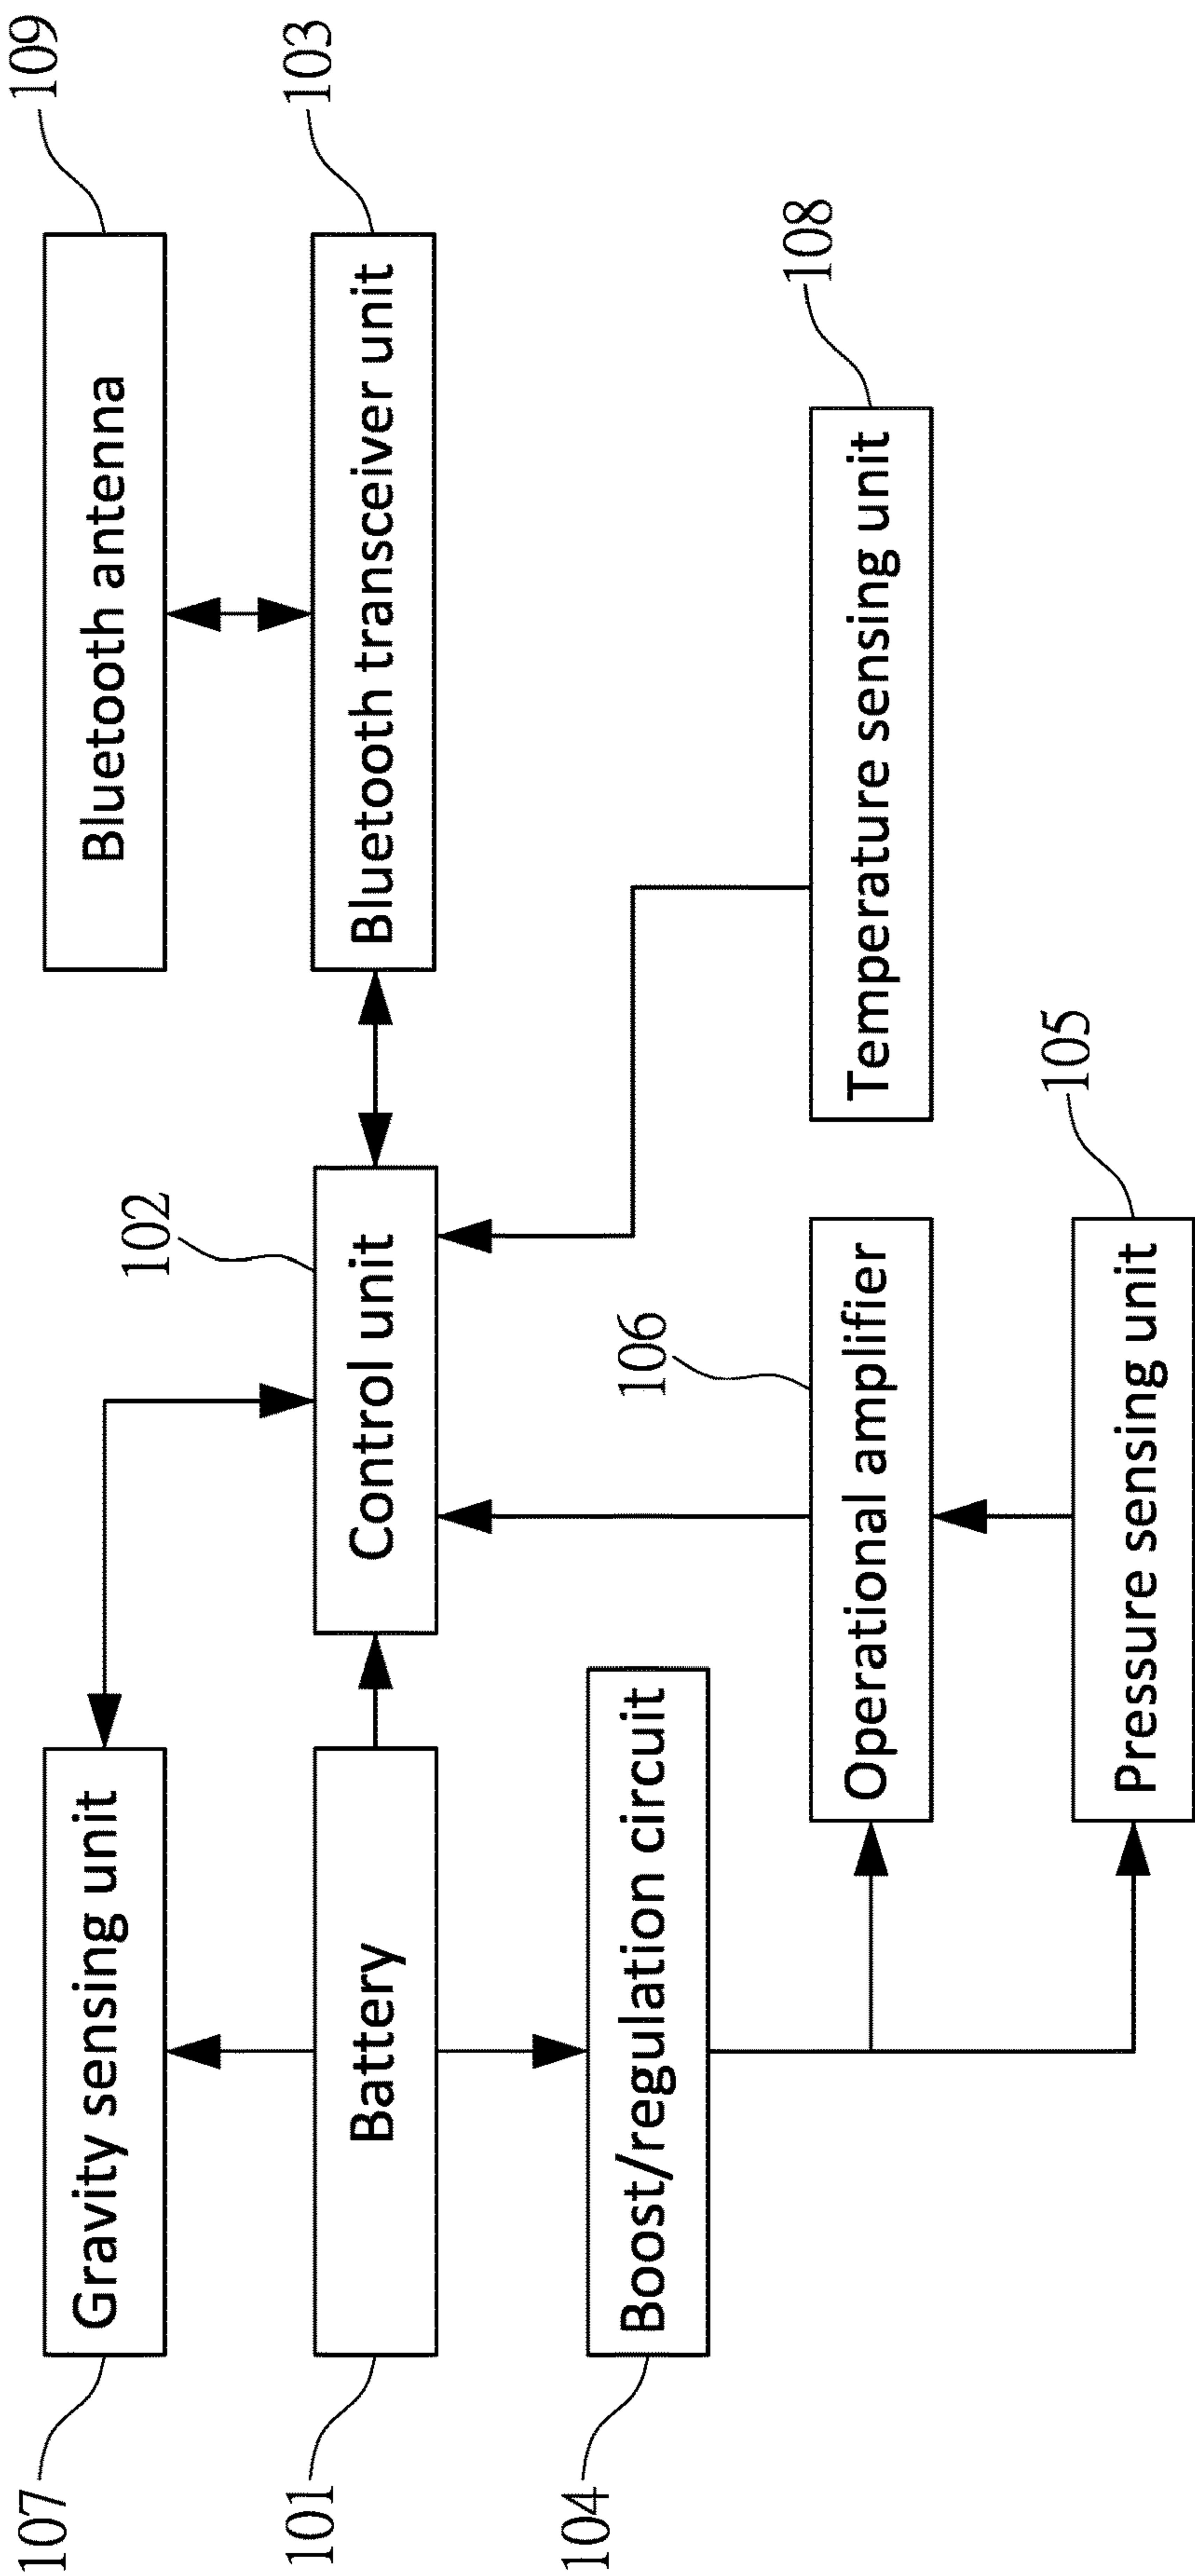 107
Gravity sensing unit
Bluetooth antenna
109
101
Battery
102
Control unit
Bluetooth transceiver unit
103
104
Boost/regulation circuit
106
Operational amplifier
Temperature sensing unit
108
Pressure sensing unit
105